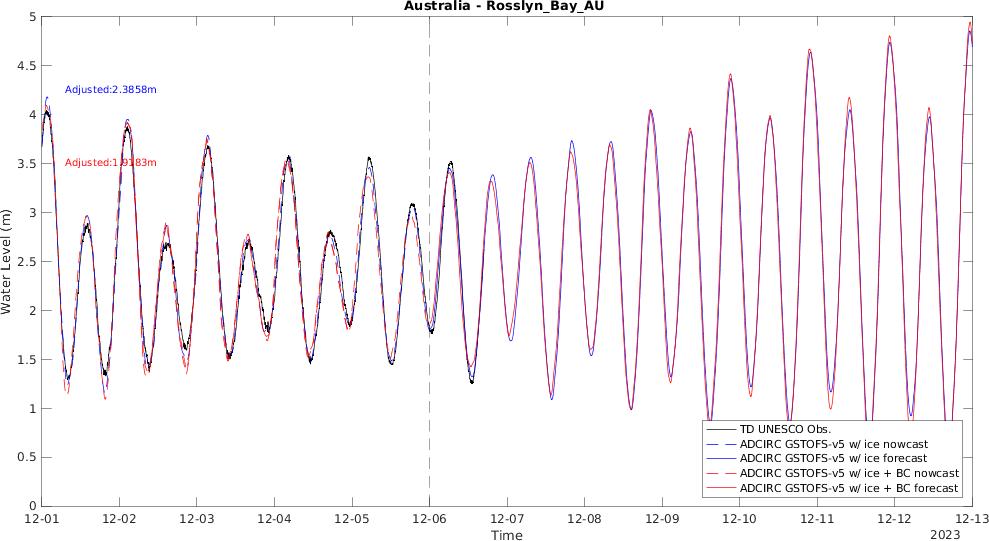 Australia - Rosslyn_Bay_AU
5
4.5
4
3.5
3
2.5
2
1.5
1
0.5
0
Water Level (m)
Adjusted:2.3858m
Adjusted:1.9183m
TD UNESCO Obs.
ADCIRC GSTOFS-v5 w/ ice nowcast
ADCIRC GSTOFS-v5 w/ ice forecast
ADCIRC GSTOFS-v5 w/ ice + BC nowcast
ADCIRC GSTOFS-v5 w/ ice + BC forecast
12-01 12-02 12-03 12-04 12-05 12-06 12-07 12-08 12-09 12-10 12-11 12-12 12-13
Time
2023